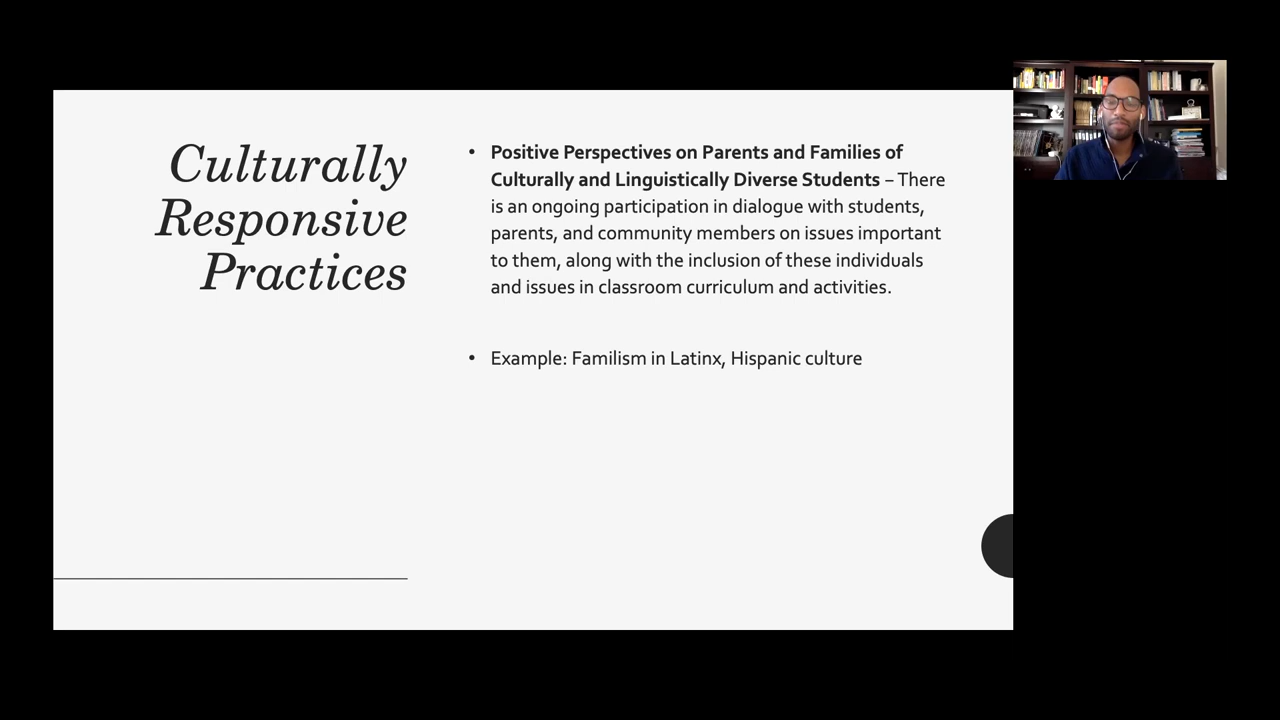 Culturally
Responsive
Practices
• Positive Perspectives on Parents and Families of
Culturally and Linguistically Diverse Students – There
is an ongoing participation in dialogue with students,
parents, and community members on issues important
to them, along with the inclusion of these individuals
and issues in classroom curriculum and activities.
• Example: Familism in Latinx, Hispanic culture